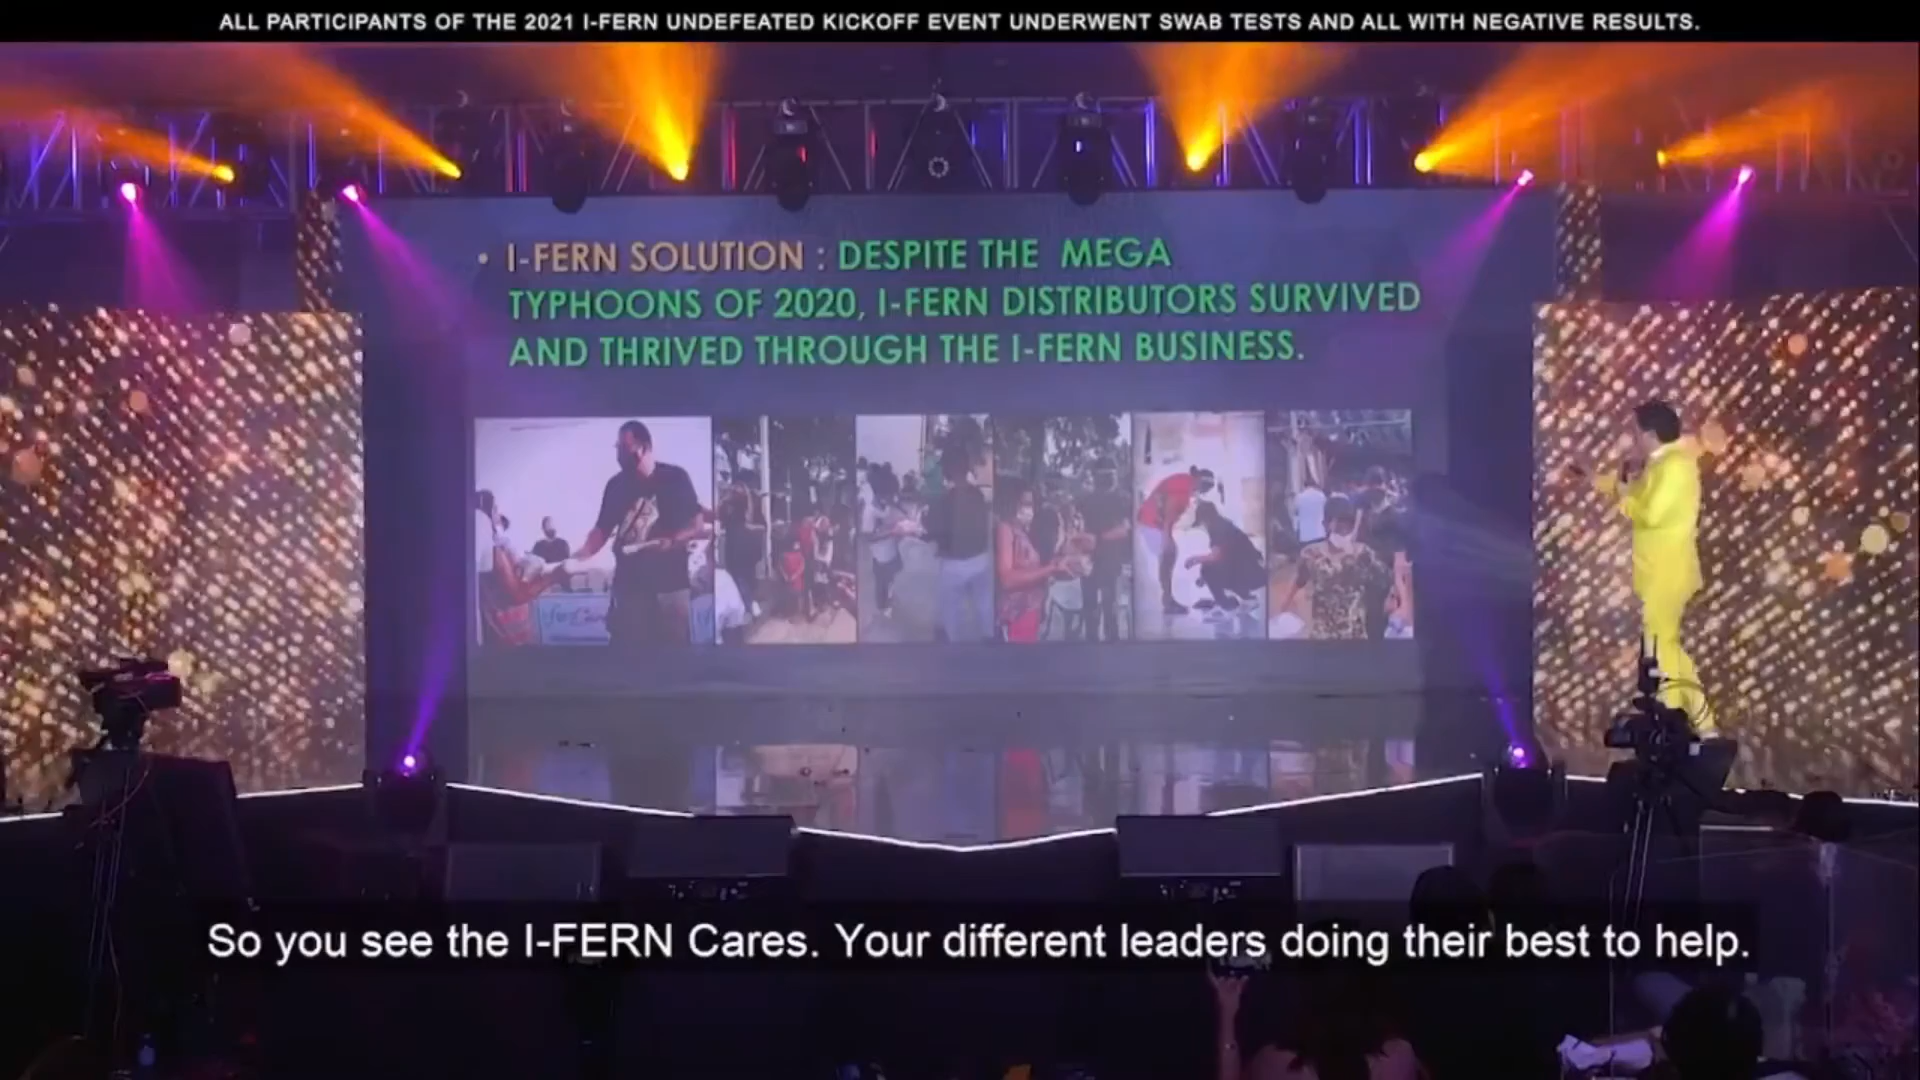 ALL PARTICIPANTS OF THE 2021 I-FERN UNDEFEATED KICKOFF EVENT UNDERWENT SWAB TESTS AND ALL WITH NEGATIVE RESULTS.
• I-FERN SOLUTION : DESPITE THE MEGA
TYPHOONS OF 2020, I-FERN DISTRIBUTORS SURVIVED
AND THRIVED THROUGH THE I-FERN BUSINESS.
So you see the I-FERN Cares. Your different leaders doing their best to help.